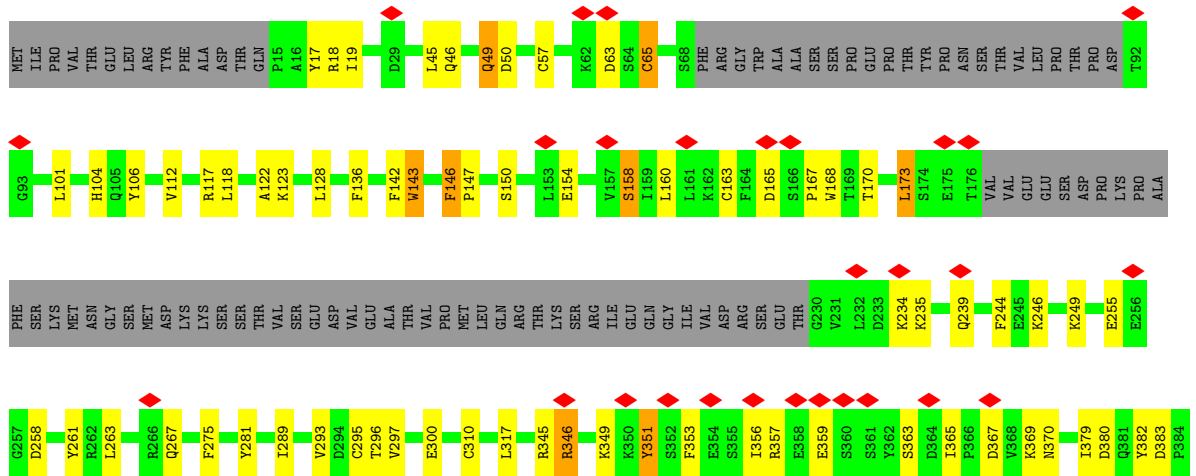 MET ILE PRO VAL THR GLY LEU ARG TYR PHE ALA ASP THR GLN P15 A16 Y17 R18 I19 D29 L45 Q46 Q49 D50 C57 K62 D63 S64 C65 S68 PHE ARG GLY TRP ALA ALA SER SER PRO GLU PRO THR TYR PRO ASN SER THR VAL LEU PRO THR PRO ASP T92
G93 L101 H104 Q105 Y106 V112 R117 L118 A122 K123 L128 F136 F142 W143 F146 P147 S150 L153 E154 V157 S158 I159 L160 L161 K162 C163 F164 D165 S166 P167 W168 T169 T170 L173 S174 E175 T176 VAL VAL GLU GLU SER ASP PRO LYS PRO ALA
PHE SER LYS MET ASN GLY SER MET ASP LYS LYS SER SER THR VAL SER GLU ASP VAL GLU ALA THR VAL PRO MET LEU GLN ARG THR LYS SER ARG ILE GLU GLN GLY ILE VAL ASP ARG SER GLU THR G230 V231 L232 D233 K234 K235 Q239 F244 E245 K246 K249 E255 E256
G257 D258 Y261 R262 L263 R266 Q267 F275 Y281 I289 V293 D294 C295 T296 V297 E300 C310 L317 R345 R346 K349 K350 Y351 S352 F353 E354 S355 I356 R357 E358 E359 S360 S361 Y362 S363 D364 I365 P366 D367 V368 K369 N370 I379 D380 Q381 Y382 D383 P384